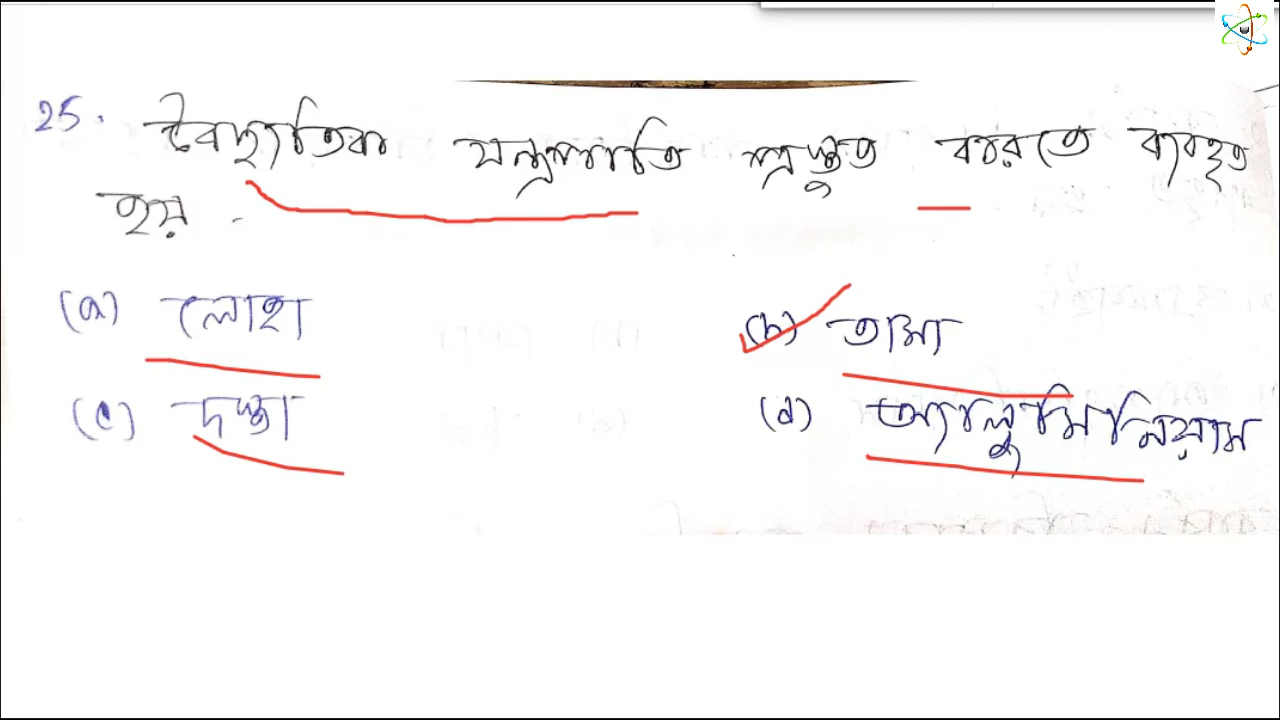 25. বৈদ্যুতিক যন্ত্রপাতি প্রস্তুত করতে ব্যবহৃত
হয় -
(a) লোহা (b) তামা
(c) দস্তা (d) অ্যালুমিনিয়াম